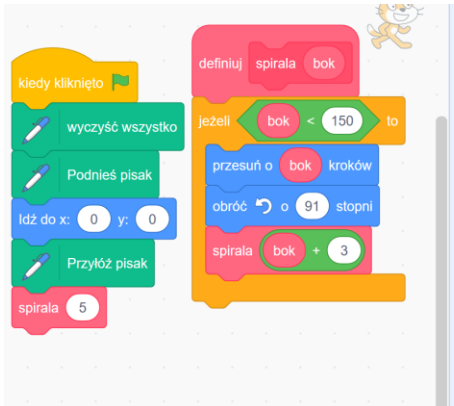 kiedy kliknięto
wyczyść wszystko
Podnieś pisak
Idź do x: 0 y: 0
Przyłóż pisak
spirala 5
definiuj spirala bok
jeżeli bok < 150 to
przesuń o bok kroków
obróć o 91 stopni
spirala bok + 3